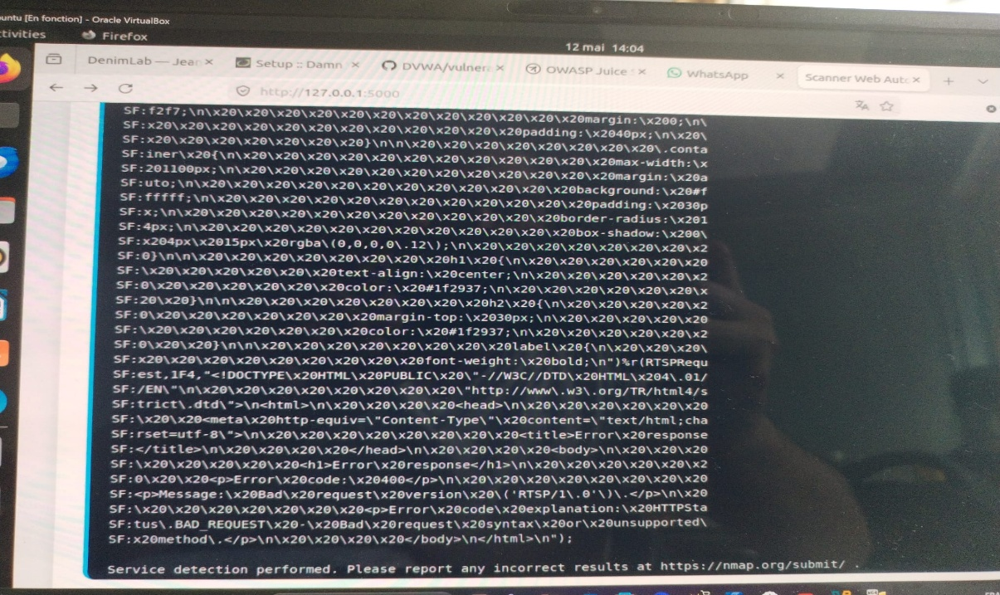 untu [En fonction] - Oracle VirtualBox
tivities Firefox 12 mai 14:04
DenimLab — Jean Setup :: Damn DVWA/vulnera OWASP Juice WhatsApp Scanner Web Auto
http://127.0.0.1:5000
SF:f2f7;\n\x20\x20\x20\x20\x20\x20\x20\x20\x20\x20\x20\x20margin:\x200;\n\
SF:x20\x20\x20\x20\x20\x20\x20\x20\x20\x20\x20\x20padding:\x2040px;\n\x20\
SF:x20\x20\x20\x20\x20\x20\x20}\n\n\x20\x20\x20\x20\x20\x20\x20\x20\.conta
SF:iner\x20{\n\x20\x20\x20\x20\x20\x20\x20\x20\x20\x20\x20\x20max-width:\x
SF:201100px;\n\x20\x20\x20\x20\x20\x20\x20\x20\x20\x20\x20\x20margin:\x20a
SF:uto;\n\x20\x20\x20\x20\x20\x20\x20\x20\x20\x20\x20\x20background:\x20#f
SF:fffff;\n\x20\x20\x20\x20\x20\x20\x20\x20\x20\x20\x20\x20padding:\x2030p
SF:x;\n\x20\x20\x20\x20\x20\x20\x20\x20\x20\x20\x20\x20border-radius:\x201
SF:4px;\n\x20\x20\x20\x20\x20\x20\x20\x20\x20\x20\x20\x20box-shadow:\x200\
SF:x204px\x2015px\x20rgba\(0,0,0,0\.12\);\n\x20\x20\x20\x20\x20\x20\x20\x2
SF:0}\n\n\x20\x20\x20\x20\x20\x20\x20\x20h1\x20{\n\x20\x20\x20\x20\x20\x20
SF:\x20\x20\x20\x20\x20\x20text-align:\x20center;\n\x20\x20\x20\x20\x20\x2
SF:0\x20\x20\x20\x20\x20\x20color:\x20#1f2937;\n\x20\x20\x20\x20\x20\x20\x
SF:20\x20}\n\n\x20\x20\x20\x20\x20\x20\x20\x20h2\x20{\n\x20\x20\x20\x20\x2
SF:0\x20\x20\x20\x20\x20\x20\x20margin-top:\x2030px;\n\x20\x20\x20\x20\x20
SF:\x20\x20\x20\x20\x20\x20\x20color:\x20#1f2937;\n\x20\x20\x20\x20\x20\x2
SF:0\x20\x20}\n\n\x20\x20\x20\x20\x20\x20\x20\x20label\x20{\n\x20\x20\x20\
SF:x20\x20\x20\x20\x20\x20\x20\x20\x20font-weight:\x20bold;\n")%r(RTSPRequ
SF:est,1F4,"<!DOCTYPE\x20HTML\x20PUBLIC\x20\"-//W3C//DTD\x20HTML\x204\.01/
SF:/EN\"\n\x20\x20\x20\x20\x20\x20\x20\x20\"http://www\.w3\.org/TR/html4/s
SF:trict\.dtd\">\n<html>\n\x20\x20\x20\x20<head>\n\x20\x20\x20\x20\x20\x20
SF:\x20\x20<meta\x20http-equiv=\"Content-Type\"\x20content=\"text/html;cha
SF:rset=utf-8\">\n\x20\x20\x20\x20\x20\x20\x20\x20<title>Error\x20response
SF:</title>\n\x20\x20\x20\x20</head>\n\x20\x20\x20\x20<body>\n\x20\x20\x20
SF:\x20\x20\x20\x20\x20<h1>Error\x20response</h1>\n\x20\x20\x20\x20\x20\x2
SF:0\x20\x20<p>Error\x20code:\x20400</p>\n\x20\x20\x20\x20\x20\x20\x20\x20
SF:<p>Message:\x20Bad\x20request\x20version\x20\('RTSP/1\.0'\)\.</p>\n\x20
SF:\x20\x20\x20\x20\x20\x20\x20<p>Error\x20code\x20explanation:\x20HTTPSta
SF:tus\.BAD_REQUEST\x20-\x20Bad\x20request\x20syntax\x20or\x20unsupported\
SF:x20method\.</p>\n\x20\x20\x20\x20</body>\n</html>\n");
Service detection performed. Please report any incorrect results at https://nmap.org/submit/ .